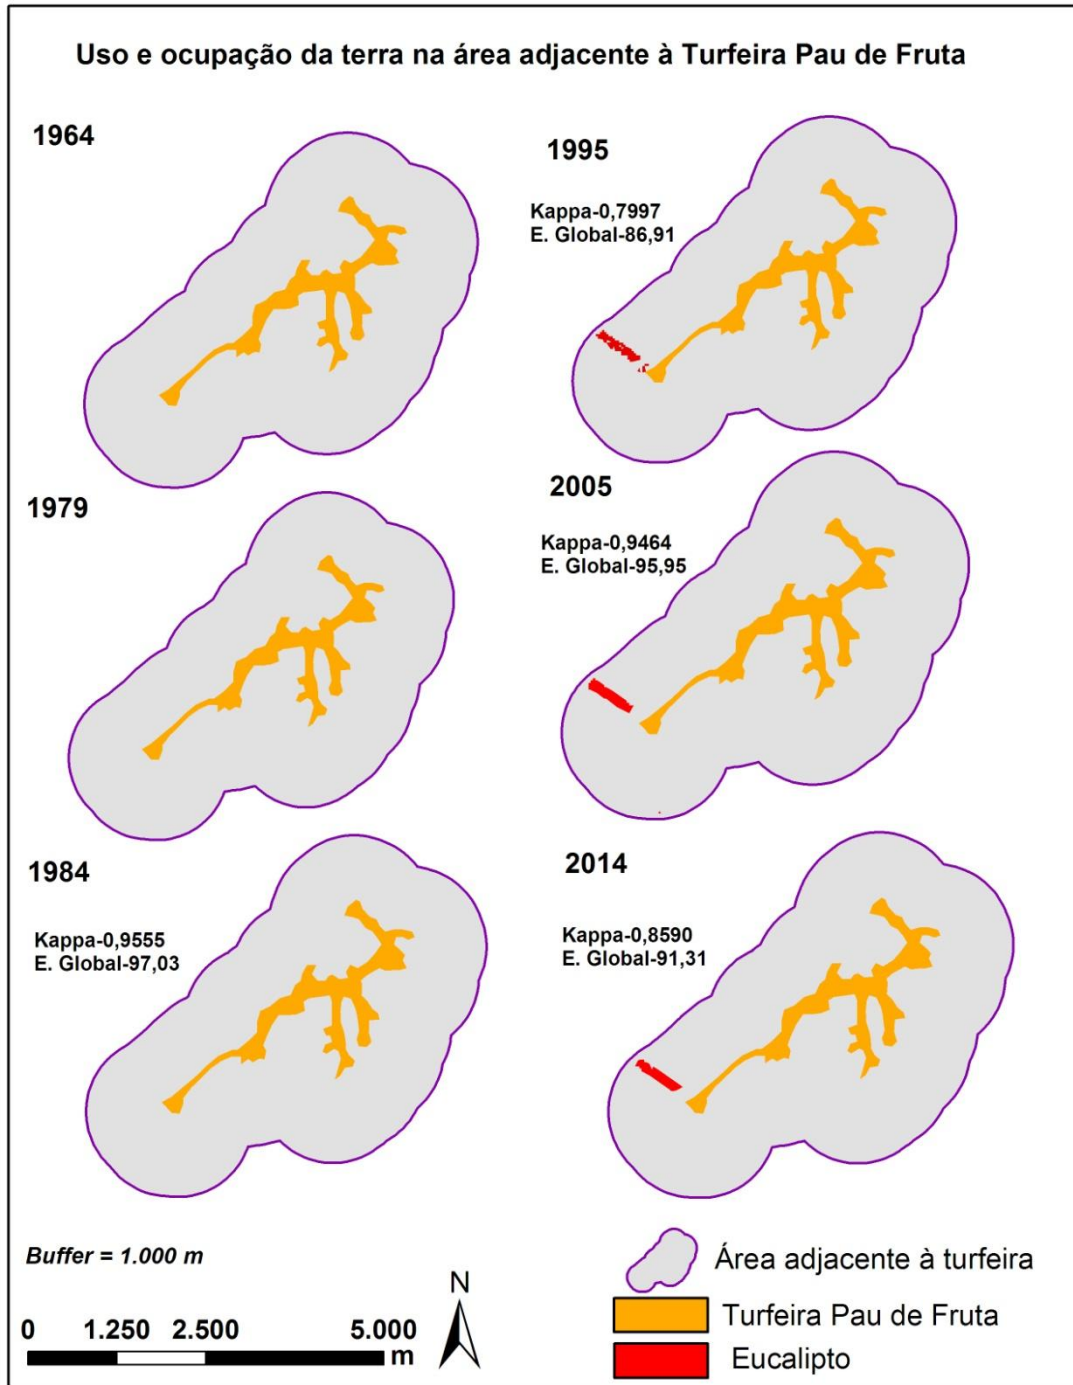 Uso e ocupação da terra na área adjacente à Turfeira Pau de Fruta
1964
1995
Kappa-0,7997
E. Global-86,91
1979
2005
Kappa-0,9464
E. Global-95,95
1984
Kappa-0,9555
E. Global-97,03
2014
Kappa-0,8590
E. Global-91,31
Buffer = 1.000 m
N
0 1.250 2.500 5.000
m
Área adjacente à turfeira
Turfeira Pau de Fruta
Eucalipto